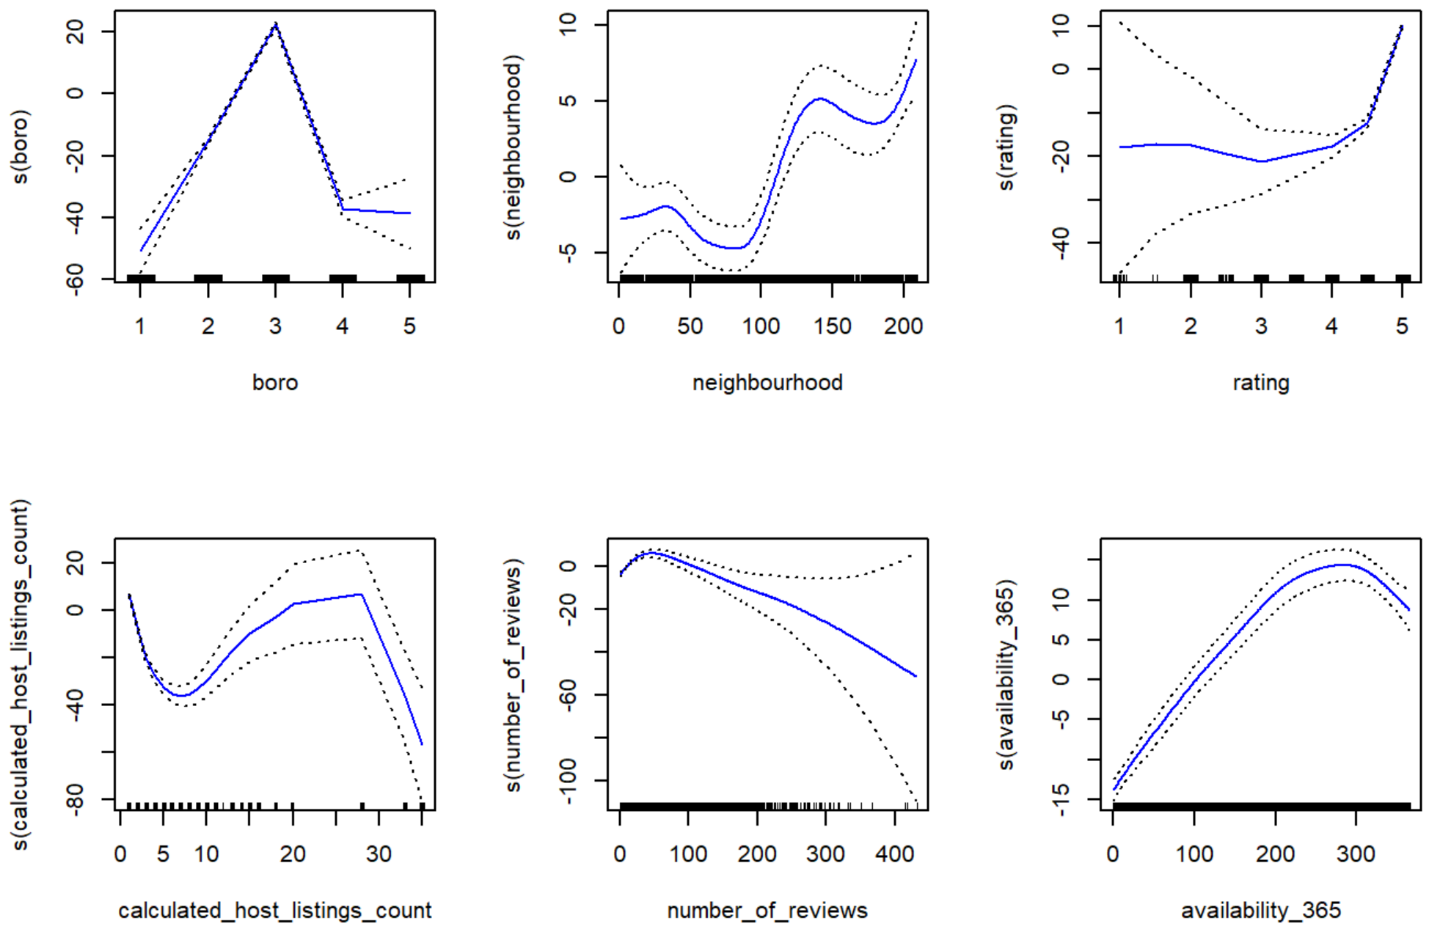 s(boro)
20
0
-20
-40
-60
1 2 3 4 5
boro
s(neighbourhood)
10
5
0
-5
0 50 100 150 200
neighbourhood
s(rating)
10
0
-20
-40
1 2 3 4 5
rating
s(calculated_host_listings_count)
20
0
-40
-80
0 5 10 20 30
calculated_host_listings_count
s(number_of_reviews)
0
-20
-60
-100
0 100 200 300 400
number_of_reviews
s(availability_365)
10
5
0
-5
-15
0 100 200 300
availability_365